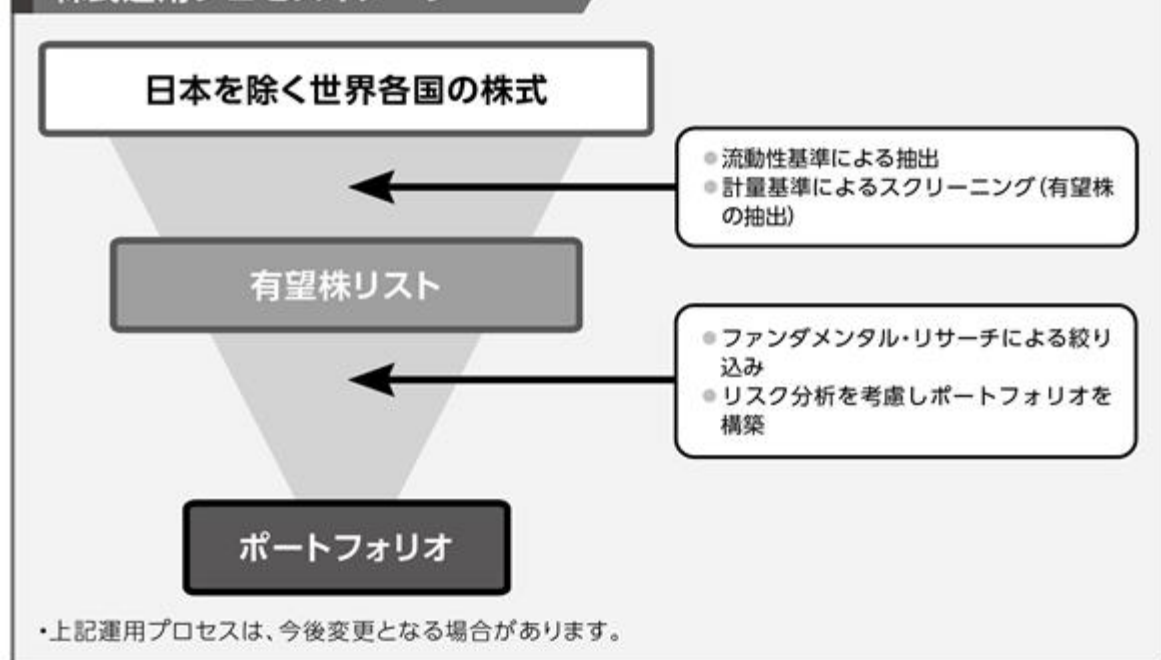 日本を除く世界各国の株式
●流動性基準による抽出
●計量基準によるスクリーニング(有望株
の抽出)
有望株リスト
●ファンダメンタル・リサーチによる絞り
込み
●リスク分析を考慮しポートフォリオを
構築
ポートフォリオ
・上記運用プロセスは、今後変更となる場合があります。